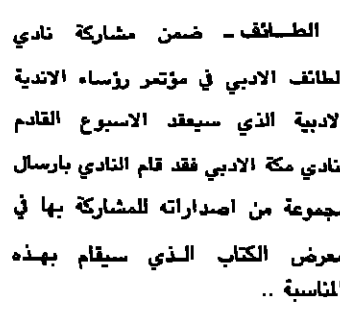 الطــائف ـ ضمن مشاركة نادي
لطائف الادبي في مؤتمر رؤساء الاندية
لادبية الذي سيعقد الاسبوع القادم
نادي مكة الادبي فقد قام النادي بارسال
مجموعة من اصداراته للمشاركة بها في
معرض الكتاب الـذي سيقام بهـذه
لمناسبة ..